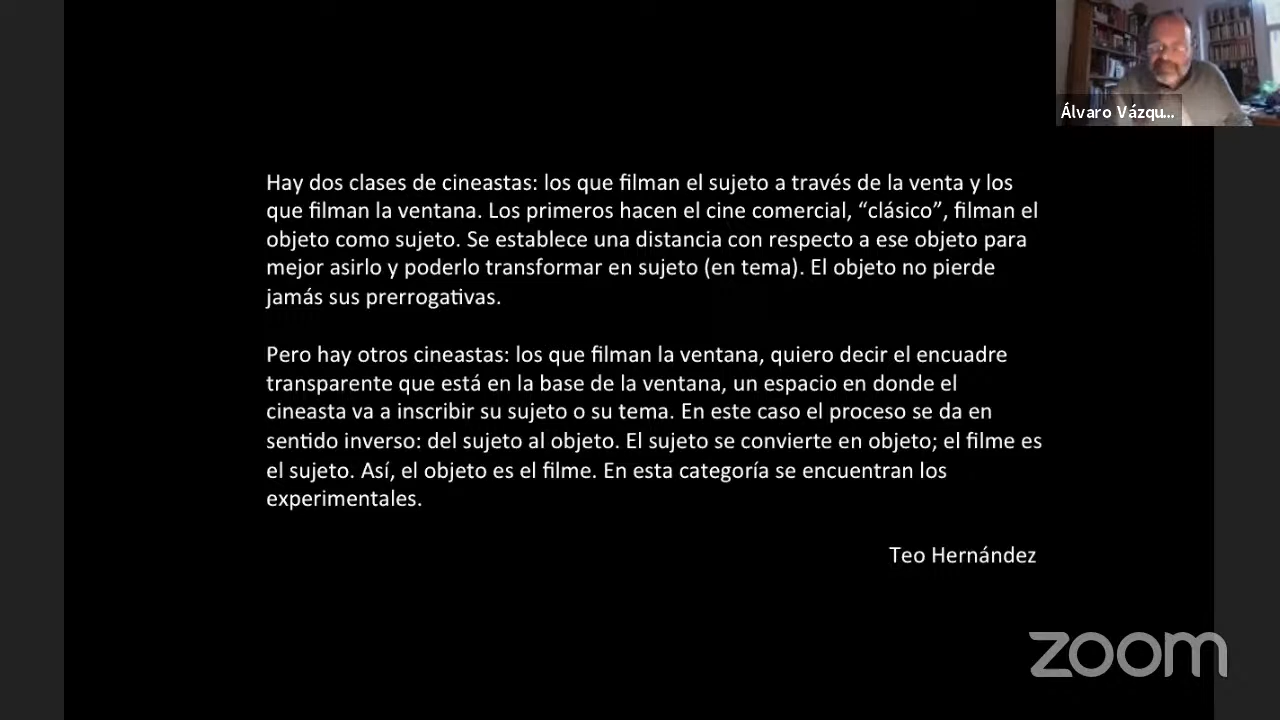 Álvaro Vázqu...
Hay dos clases de cineastas: los que filman el sujeto a través de la venta y los
que filman la ventana. Los primeros hacen el cine comercial, “clásico”, filman el
objeto como sujeto. Se establece una distancia con respecto a ese objeto para
mejor asirlo y poderlo transformar en sujeto (en tema). El objeto no pierde
jamás sus prerrogativas.
Pero hay otros cineastas: los que filman la ventana, quiero decir el encuadre
transparente que está en la base de la ventana, un espacio en donde el
cineasta va a inscribir su sujeto o su tema. En este caso el proceso se da en
sentido inverso: del sujeto al objeto. El sujeto se convierte en objeto; el filme es
el sujeto. Así, el objeto es el filme. En esta categoría se encuentran los
experimentales.
Teo Hernández
zoom